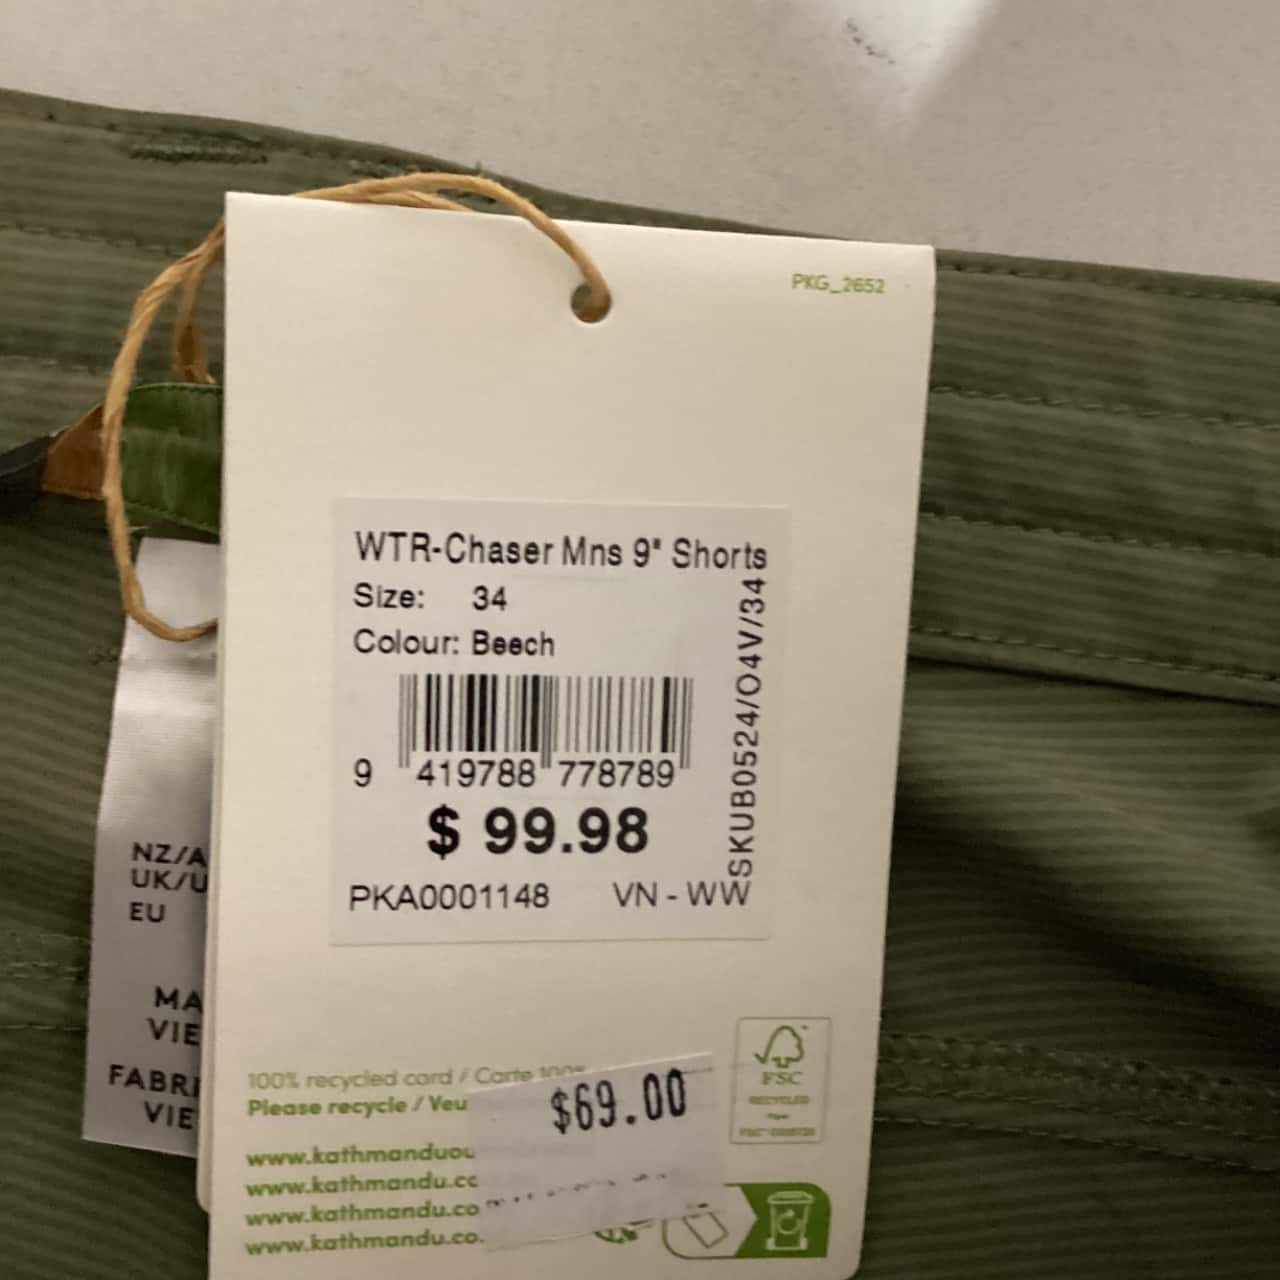 PKG_2652
WTR-Chaser Mns 9" Shorts
Size: 34
Colour: Beech
SKUB0524/O4V/34
9 419788 778789
$ 99.98
PKA0001148 VN - WW
NZ/A
UK/U
EU
MA
VIE
FABRI
VIE
100% recycled card / Carte 100%
Please recycle / Veu
$69.00
www.kathmanduou
www.kathmandu.co
www.kathmandu.co
www.kathmandu.co.
FSC
RECYCLED